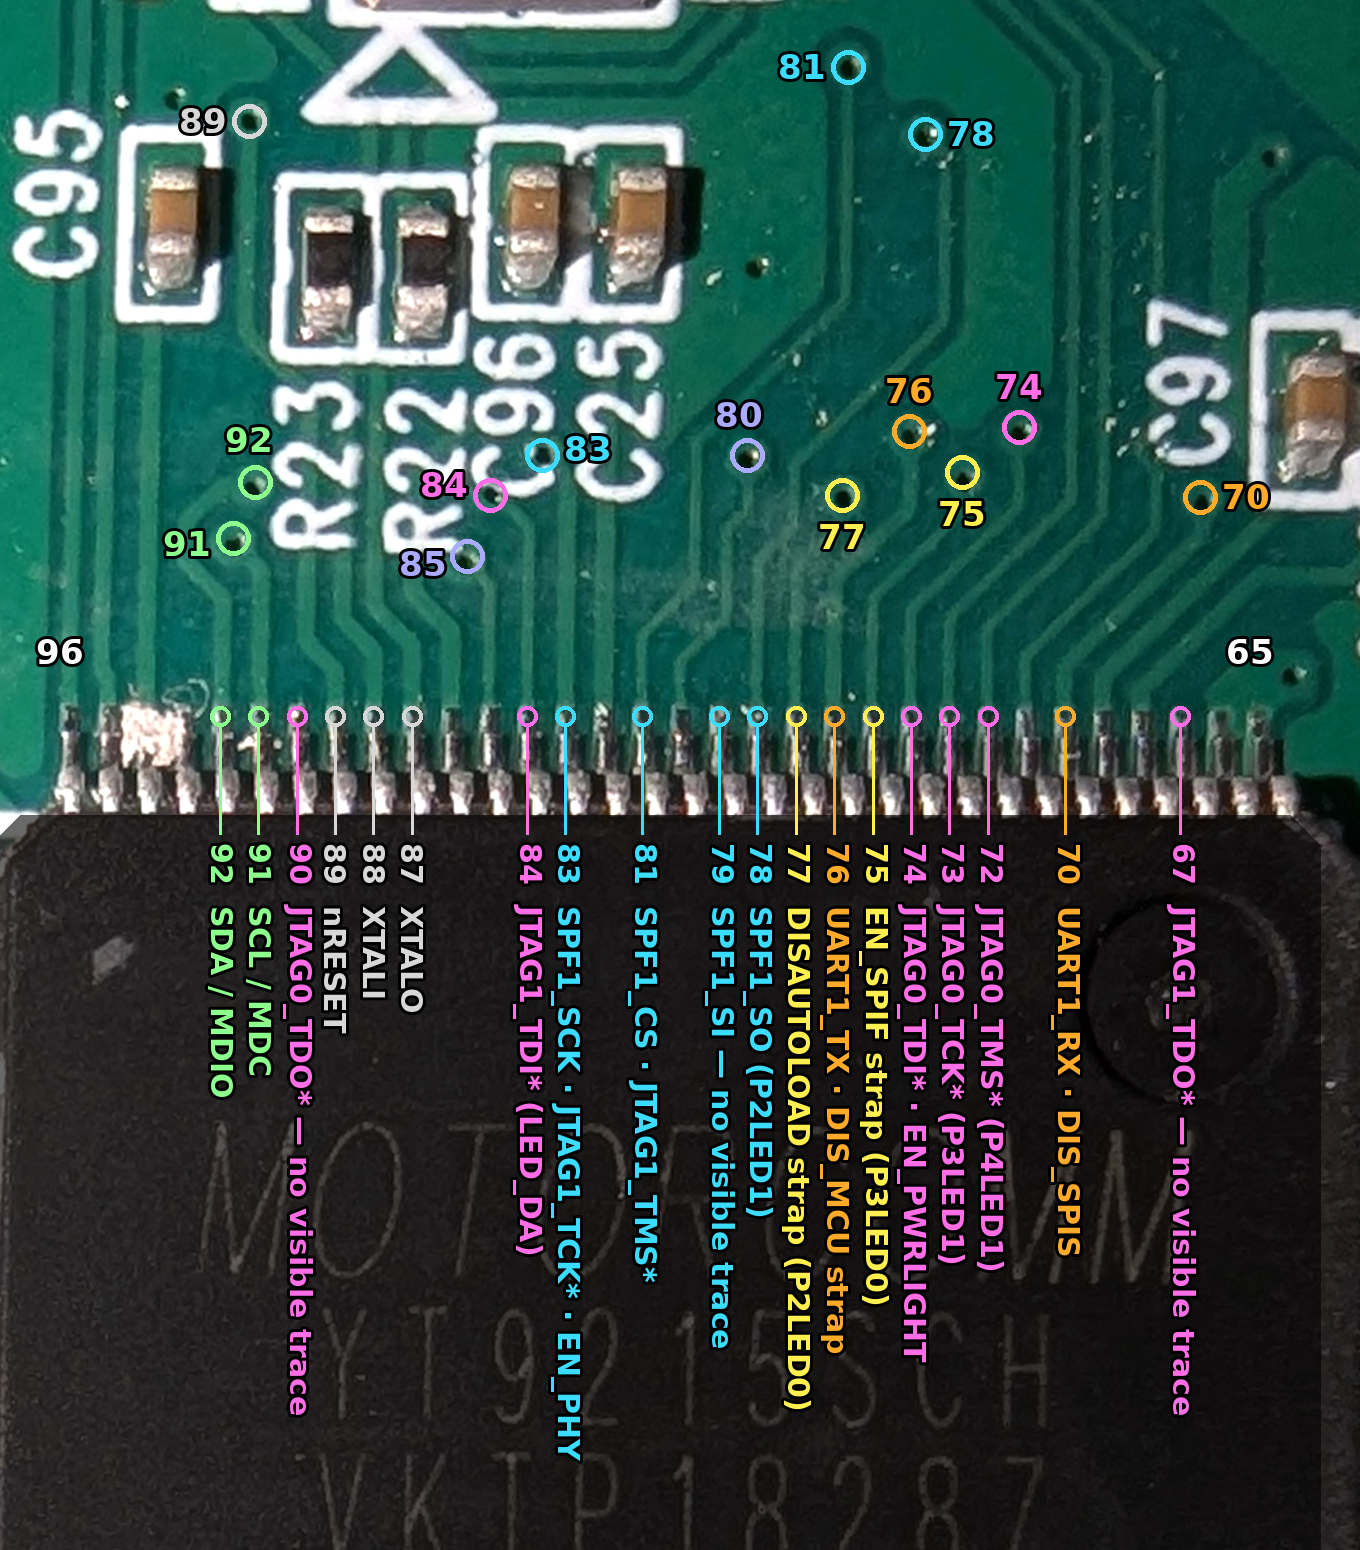 81
78
89
C95
C97
76
74
80
92
R23
R22
C96
C25
83
84
77
75
70
91
85
96
65
92 SDA / MDIO
91 SCL / MDC
90 JTAG0_TDO* — no visible trace
89 nRESET
88 XTALI
87 XTALO
84 JTAG1_TDI* (LED_DA)
83 SPF1_SCK · JTAG1_TCK* · EN_PHY
81 SPF1_CS · JTAG1_TMS*
79 SPF1_SI — no visible trace
78 SPF1_SO (P2LED1)
77 DISAUTOLOAD strap (P2LED0)
76 UART1_TX · DIS_MCU strap
75 EN_SPIF strap (P3LED0)
74 JTAG0_TDI* · EN_PWRLIGHT
73 JTAG0_TCK* (P3LED1)
72 JTAG0_TMS* (P4LED1)
70 UART1_RX · DIS_SPIS
67 JTAG1_TDO* — no visible trace
MOTORCOMM
YT9215SCH